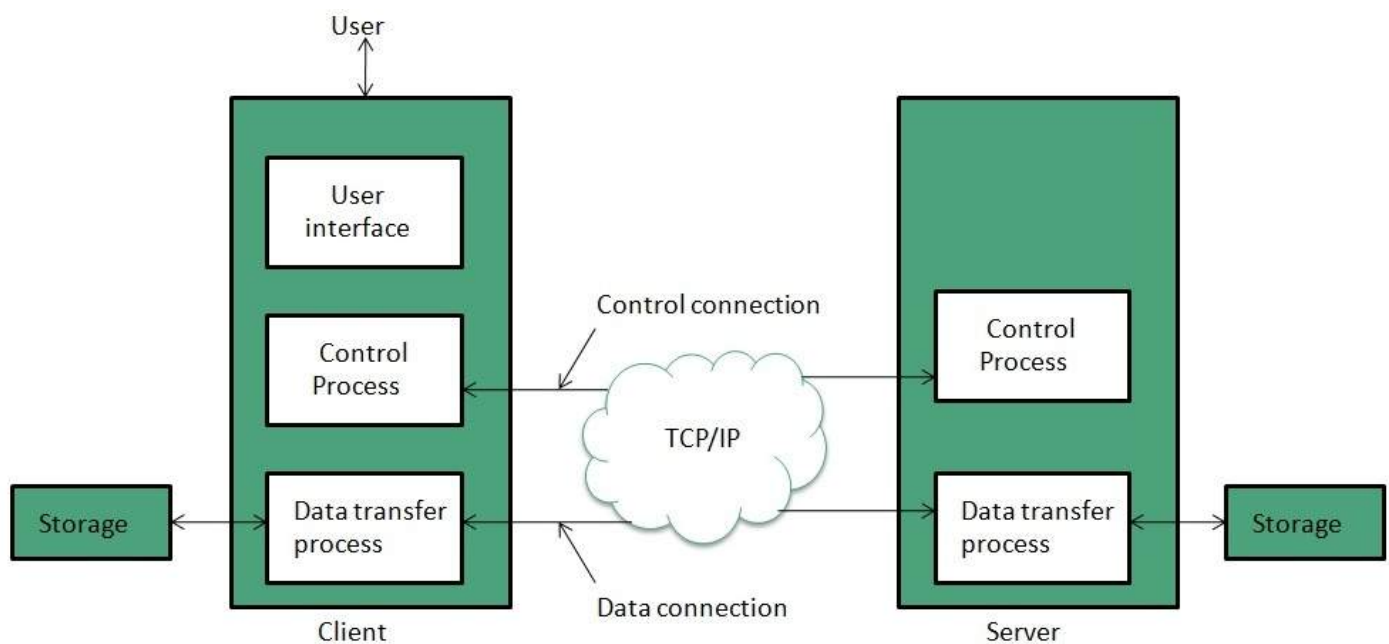 User
User
interface
Control connection
Control
Process
Control
Process
TCP/IP
Storage
Data transfer
process
Data transfer
process
Storage
Data connection
Client
Server